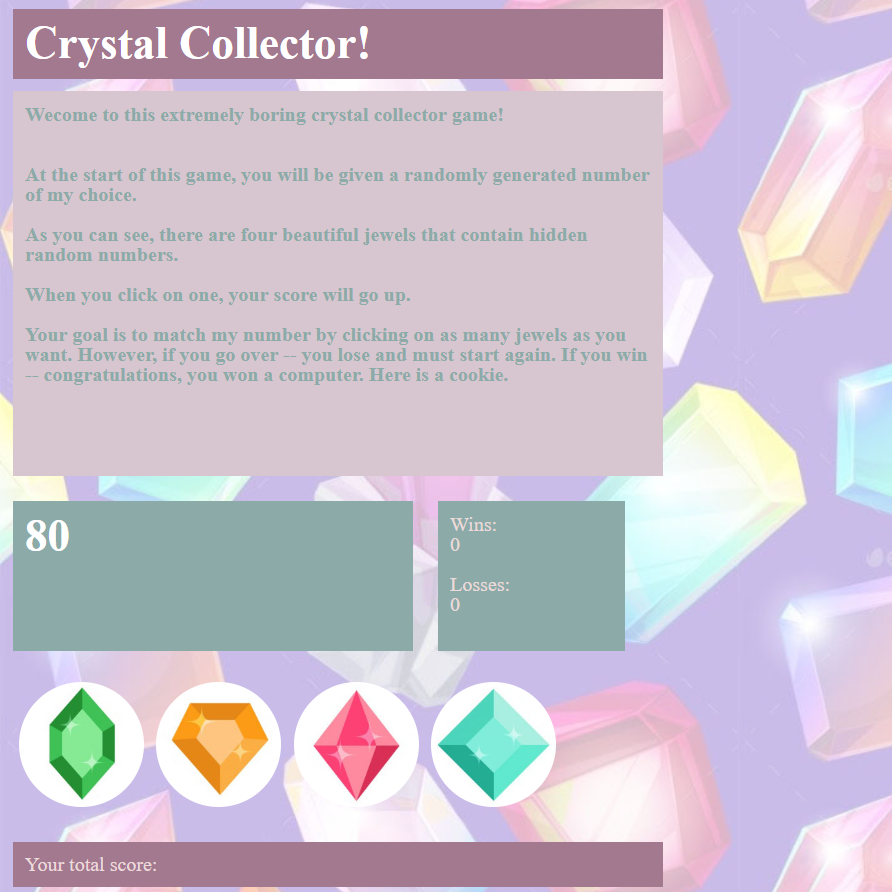 Crystal Collector!
Wecome to this extremely boring crystal collector game!
At the start of this game, you will be given a randomly generated number
of my choice.
As you can see, there are four beautiful jewels that contain hidden
random numbers.
When you click on one, your score will go up.
Your goal is to match my number by clicking on as many jewels as you
want. However, if you go over -- you lose and must start again. If you win
-- congratulations, you won a computer. Here is a cookie.
80
Wins:
0
Losses:
0
Your total score: